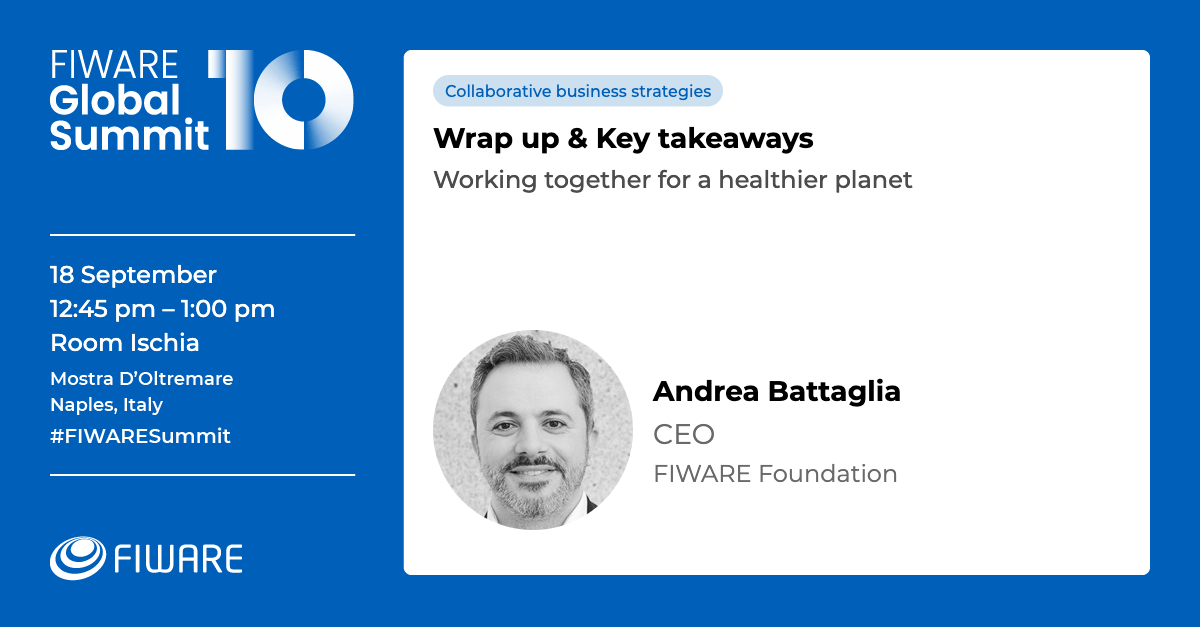 FIWARE
Global
Summit
10
18 September
12:45 pm – 1:00 pm
Room Ischia
Mostra D’Oltremare
Naples, Italy
#FIWARESummit
FIWARE
Collaborative business strategies
Wrap up & Key takeaways
Working together for a healthier planet
Andrea Battaglia
CEO
FIWARE Foundation